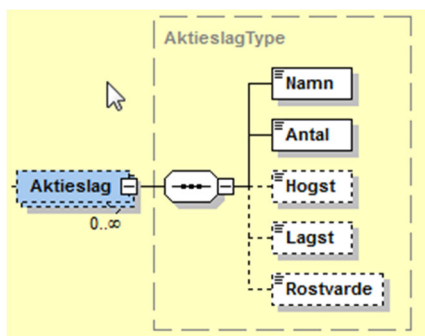 AktieslagType
Namn
Antal
Aktieslag
Hogst
0..∞
Lagst
Rostvarde